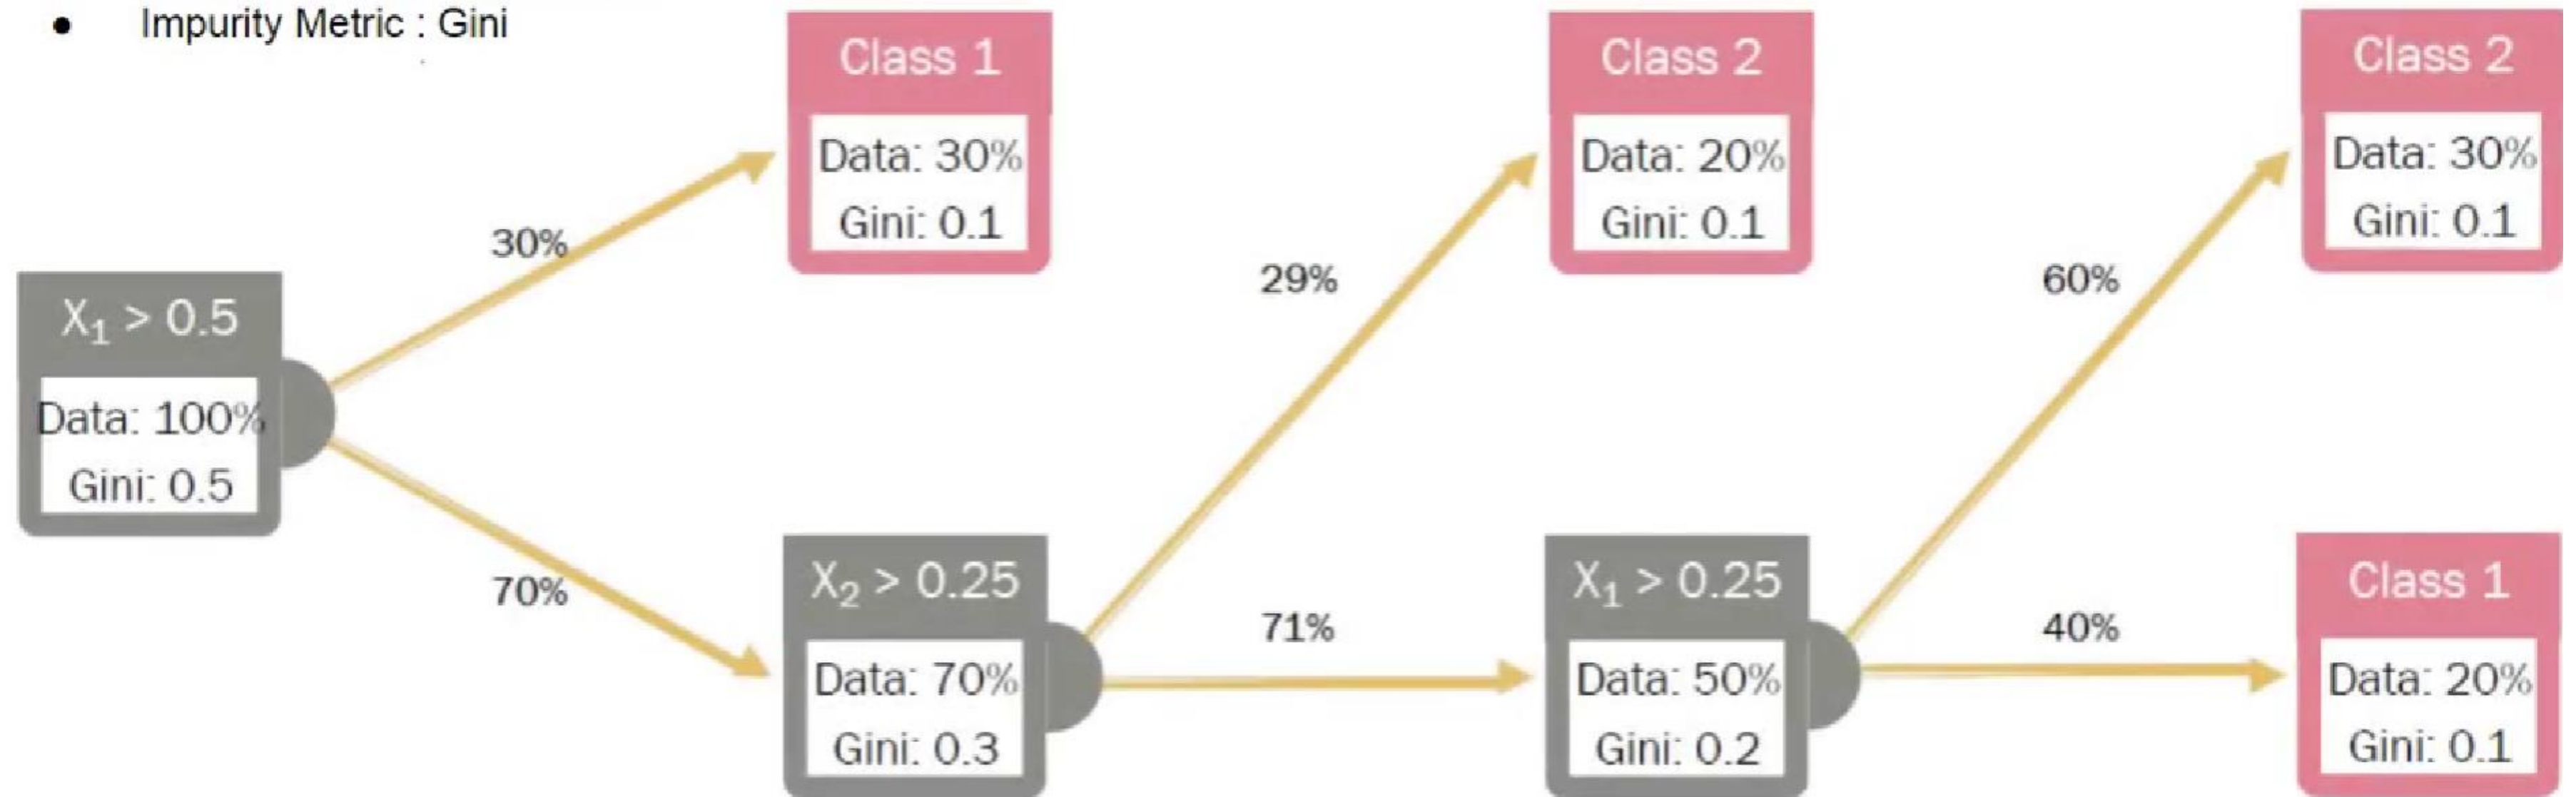 ● Impurity Metric : Gini
Class 1
Data: 30%
Gini: 0.1
Class 2
Data: 20%
Gini: 0.1
Class 2
Data: 30%
Gini: 0.1
30%
29%
60%
X₁ > 0.5
Data: 100%
Gini: 0.5
70%
X₂ > 0.25
Data: 70%
Gini: 0.3
71%
X₁ > 0.25
Data: 50%
Gini: 0.2
40%
Class 1
Data: 20%
Gini: 0.1